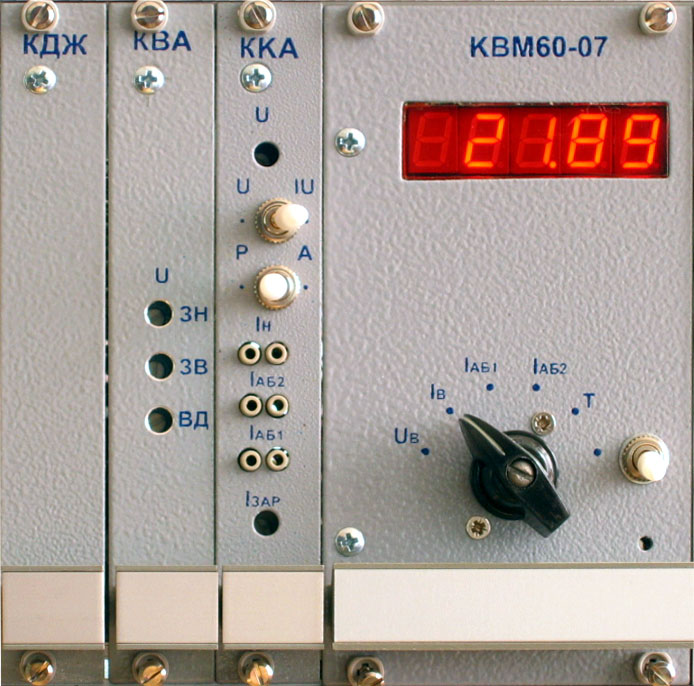 КДЖ
КВА
ККА
КВМ60-07
U
21.89
U IU
P A
U
ЗН
ЗВ
ВД
Iн
IАБ2
IАБ1
IЗАР
Uв
Iв
IАБ1
IАБ2
T